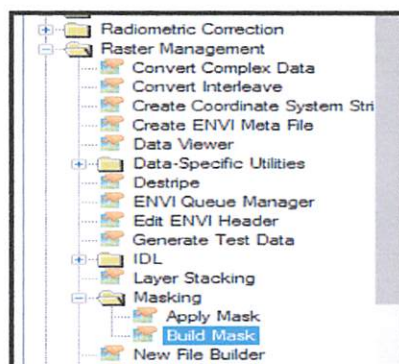 Radiometric Correction
Raster Management
Convert Complex Data
Convert Interleave
Create Coordinate System Stri
Create ENVI Meta File
Data Viewer
Data-Specific Utilities
Destripe
ENVI Queue Manager
Edit ENVI Header
Generate Test Data
IDL
Layer Stacking
Masking
Apply Mask
Build Mask
New File Builder